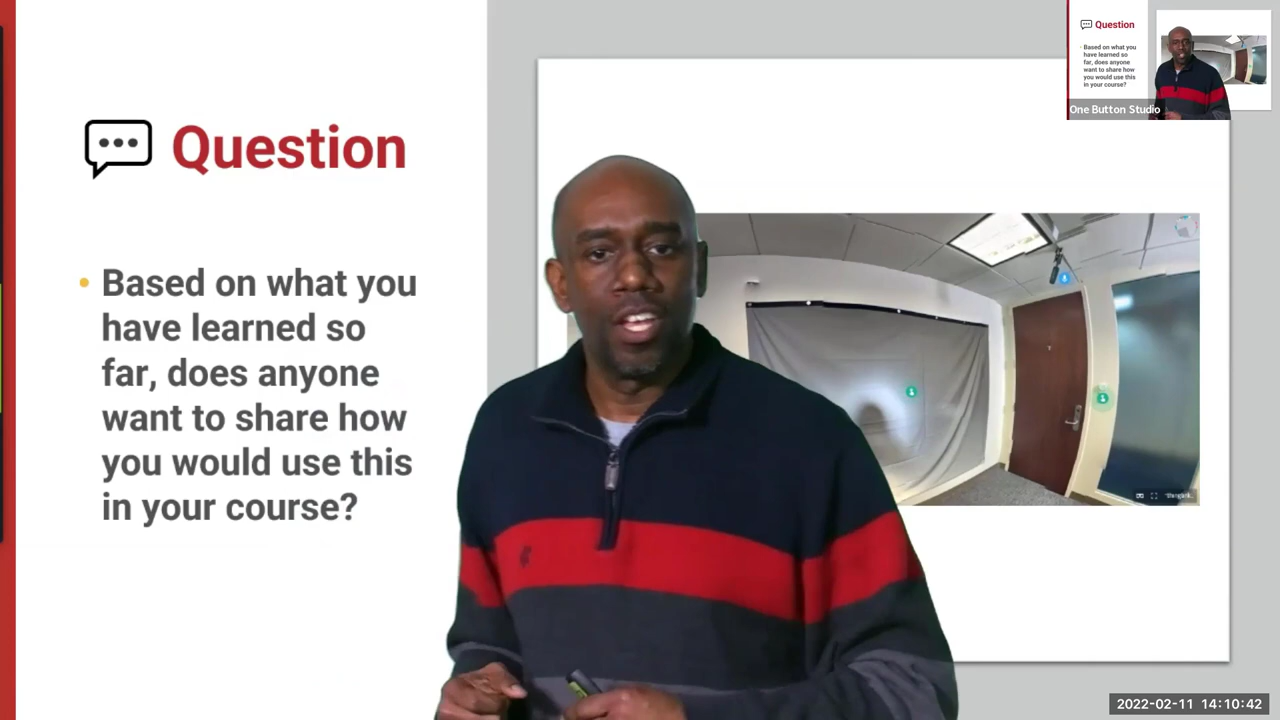 Question
Based on what you
have learned so
far, does anyone
want to share how
you would use this
in your course?
Question
Based on what you
have learned so
far, does anyone
want to share how
you would use this
in your course?
One Button Studio
2022-02-11 14:10:42